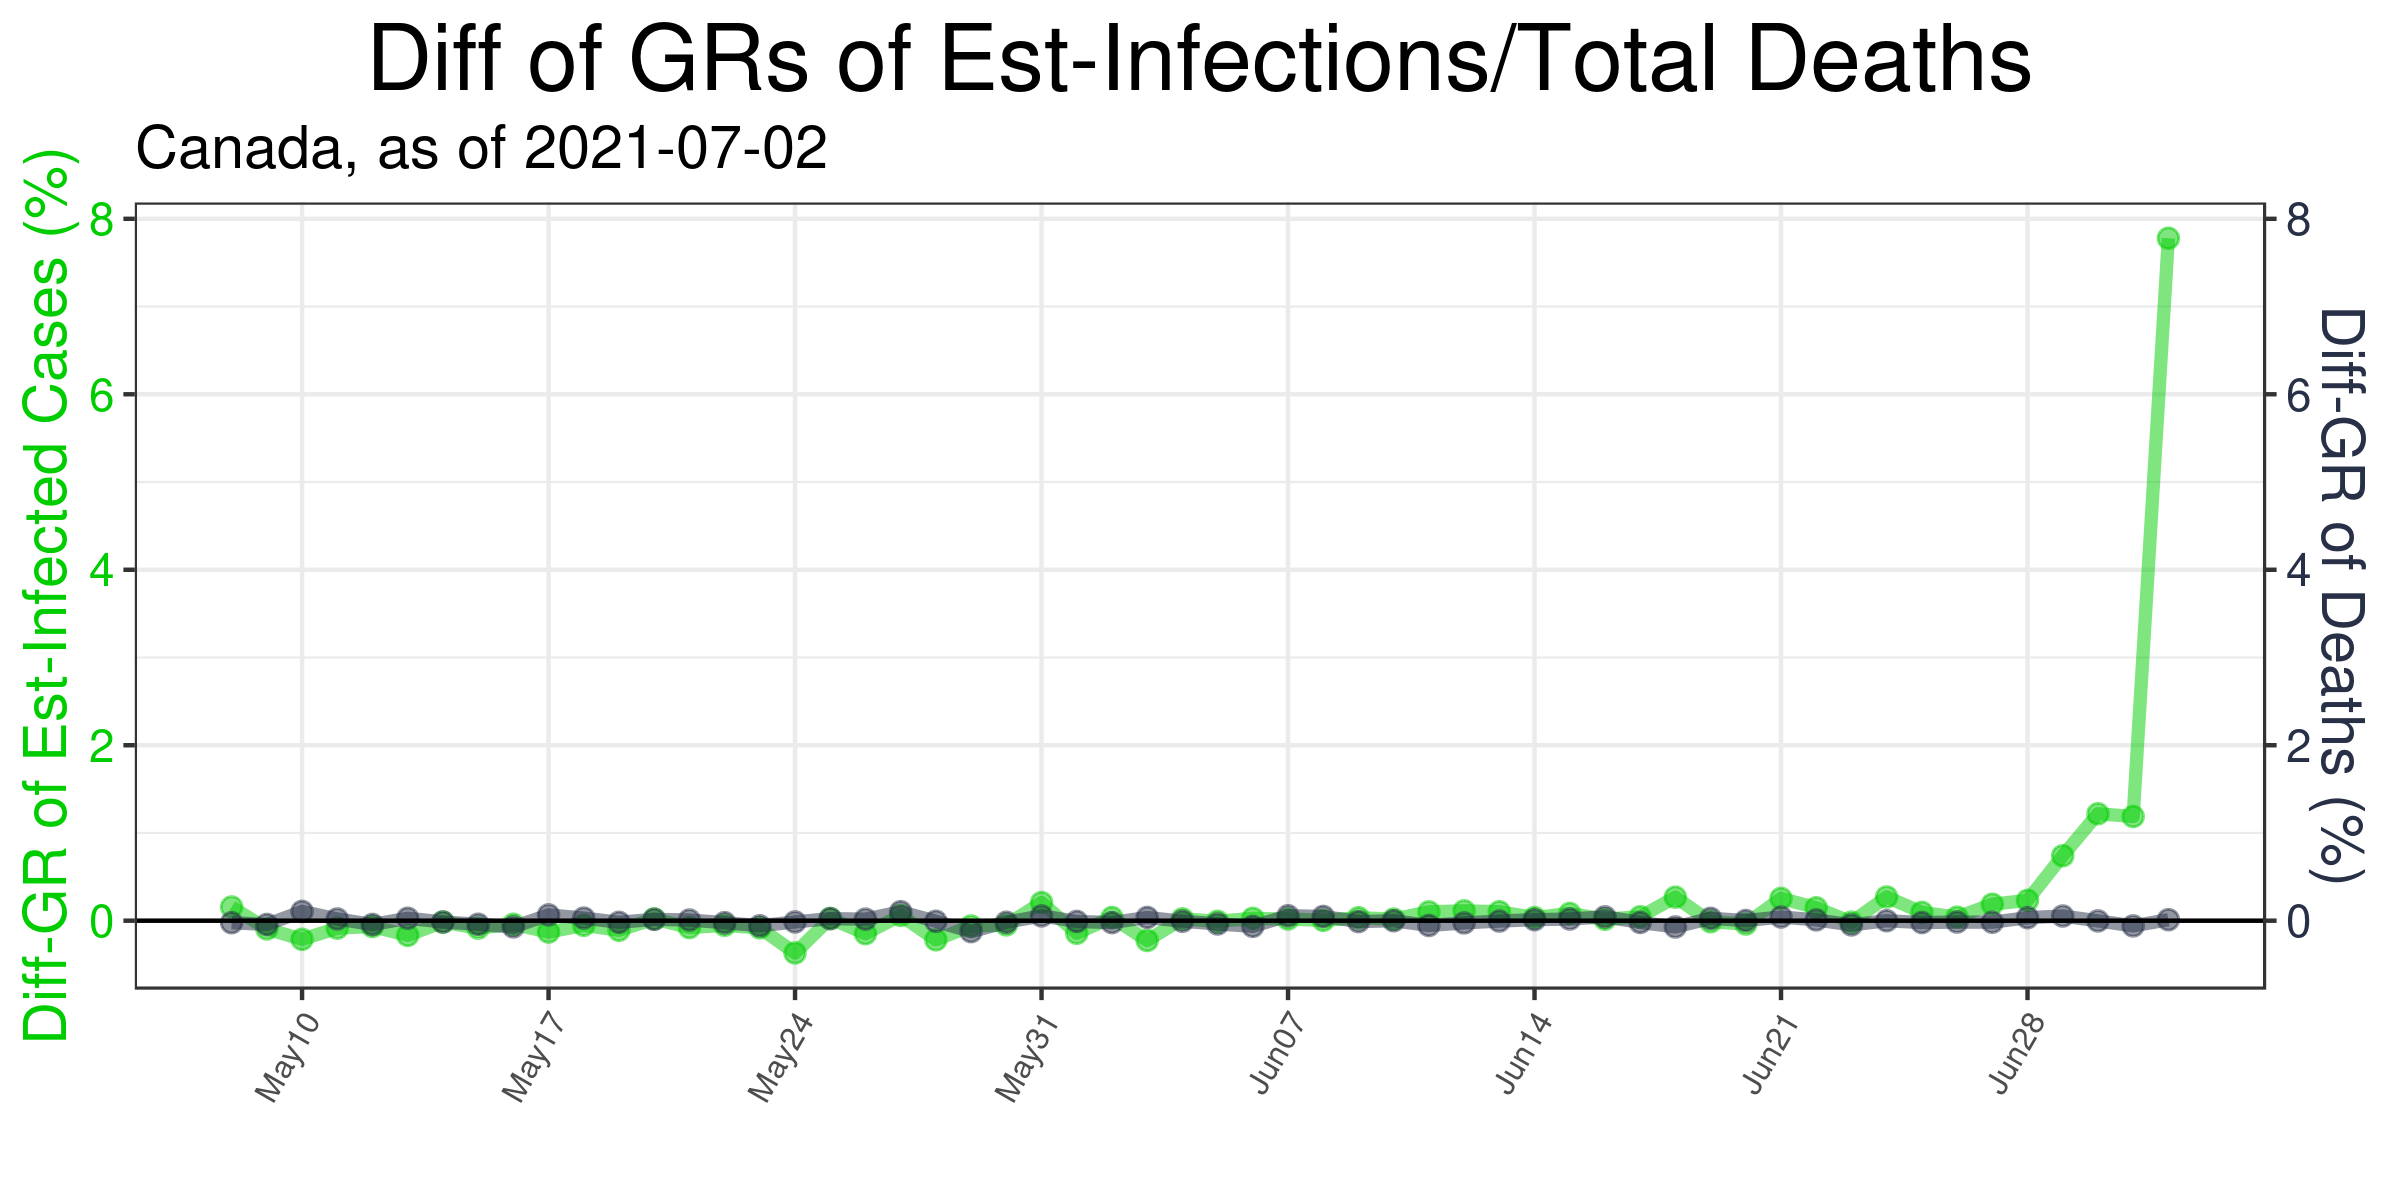 Diff of GRs of Est-Infections/Total Deaths
Canada, as of 2021-07-02
Diff-GR of Est-Infected Cases (%)
8
6
4
2
0
8
6
4
2
0
Diff-GR of Deaths (%)
May10
May17
May24
May31
Jun07
Jun14
Jun21
Jun28